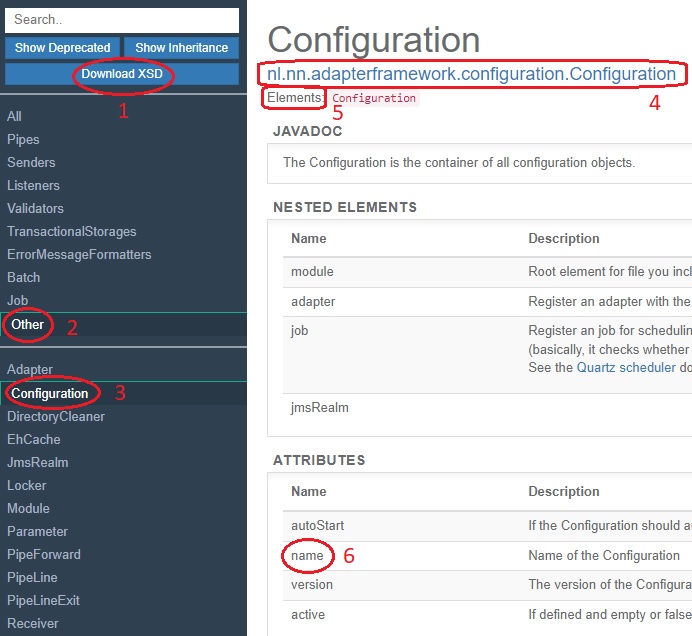 Search..
Show Deprecated
Show Inheritance
Download XSD
1
All
Pipes
Senders
Listeners
Validators
TransactionalStorages
ErrorMessageFormatters
Batch
Job
Other
2
Adapter
Configuration
3
DirectoryCleaner
EhCache
JmsRealm
Locker
Module
Parameter
PipeForward
PipeLine
PipeLineExit
Receiver
Configuration
nl.nn.adapterframework.configuration.Configuration
4
Elements: Configuration
5
JAVADOC
The Configuration is the container of all configuration objects.
NESTED ELEMENTS
Name Description
module Root element for file you incl
adapter Register an adapter with the
job Register an job for schedulin
(basically, it checks whether
See the Quartz scheduler do
jmsRealm
ATTRIBUTES
Name Description
autoStart If the Configuration should a
name 6 Name of the Configuration
version The version of the Configura
active If defined and empty or false